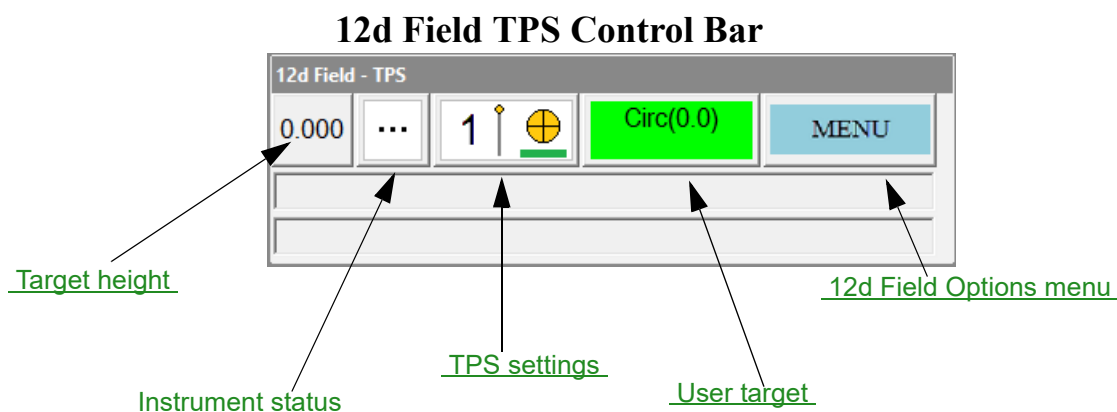 12d Field TPS Control Bar
12d Field - TPS
0.000 ... 1 Circ(0.0) MENU
Target height
12d Field Options menu
TPS settings
User target
Instrument status